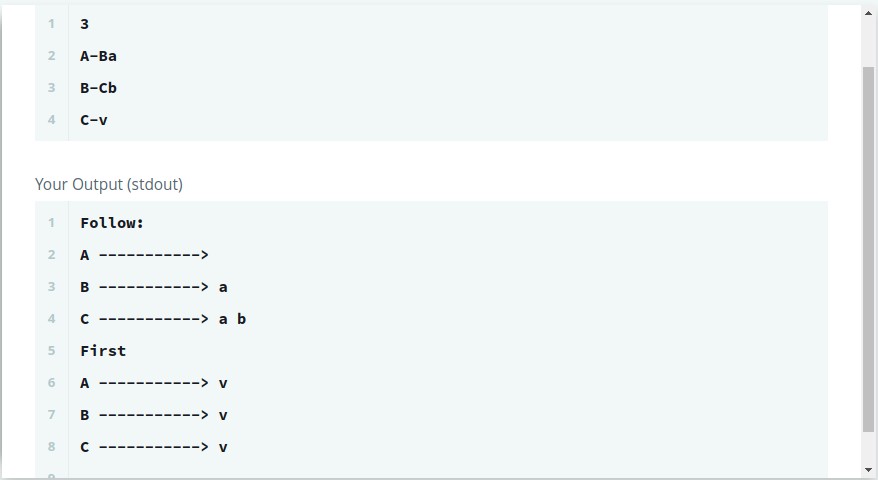 1 3
2 A-Ba
3 B-Cb
4 C-v
Your Output (stdout)
1 Follow:
2 A ----------->
3 B -----------> a
4 C -----------> a b
5 First
6 A -----------> v
7 B -----------> v
8 C -----------> v